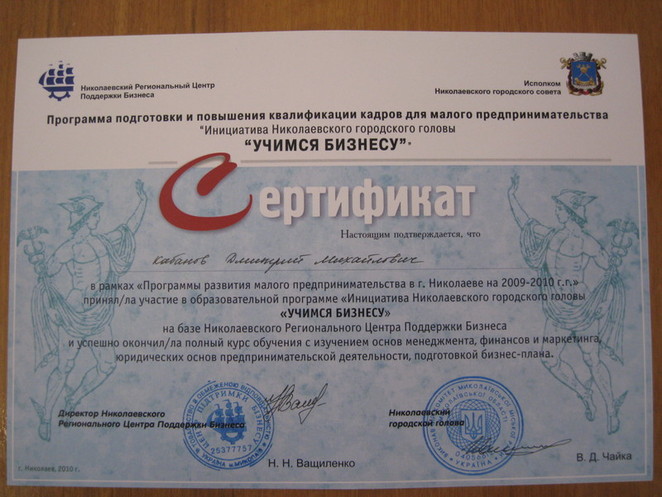 Николаевский Региональный Центр
Поддержки Бизнеса
Исполком
Николаевского городского совета
Программа подготовки и повышения квалификации кадров для малого предпринимательства
"Инициатива Николаевского городского головы
"УЧИМСЯ БИЗНЕСУ"
Сертификат
Настоящим подтверждается, что
Кабанов Дмитрий Михайлович
в рамках «Программы развития малого предпринимательства в г. Николаеве на 2009-2010 г.г.»
принял/ла участие в образовательной программе «Инициатива Николаевского городского головы
«УЧИМСЯ БИЗНЕСУ»
на базе Николаевского Регионального Центра Поддержки Бизнеса
и успешно окончил/ла полный курс обучения с изучением основ менеджмента, финансов и маркетинга,
юридических основ предпринимательской деятельности, подготовкой бизнес-плана.
Директор Николаевского
Регионального Центра Поддержки Бизнеса
ПІДТРИМКИ БІЗНЕСУ
25377757
Н. Н. Ващиленко
Николаевский
городской голова
УКРАЇНА
В. Д. Чайка
г. Николаев, 2010 г.